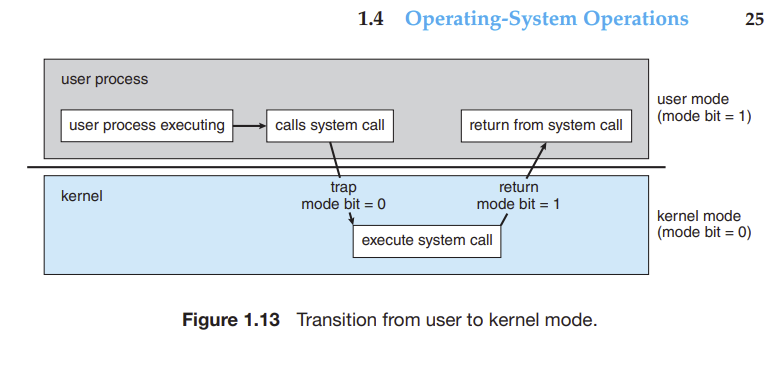 1.4 Operating-System Operations 25
user process
user process executing
calls system call
return from system call
user mode
(mode bit = 1)
kernel
trap
mode bit = 0
return
mode bit = 1
execute system call
kernel mode
(mode bit = 0)
Figure 1.13 Transition from user to kernel mode.